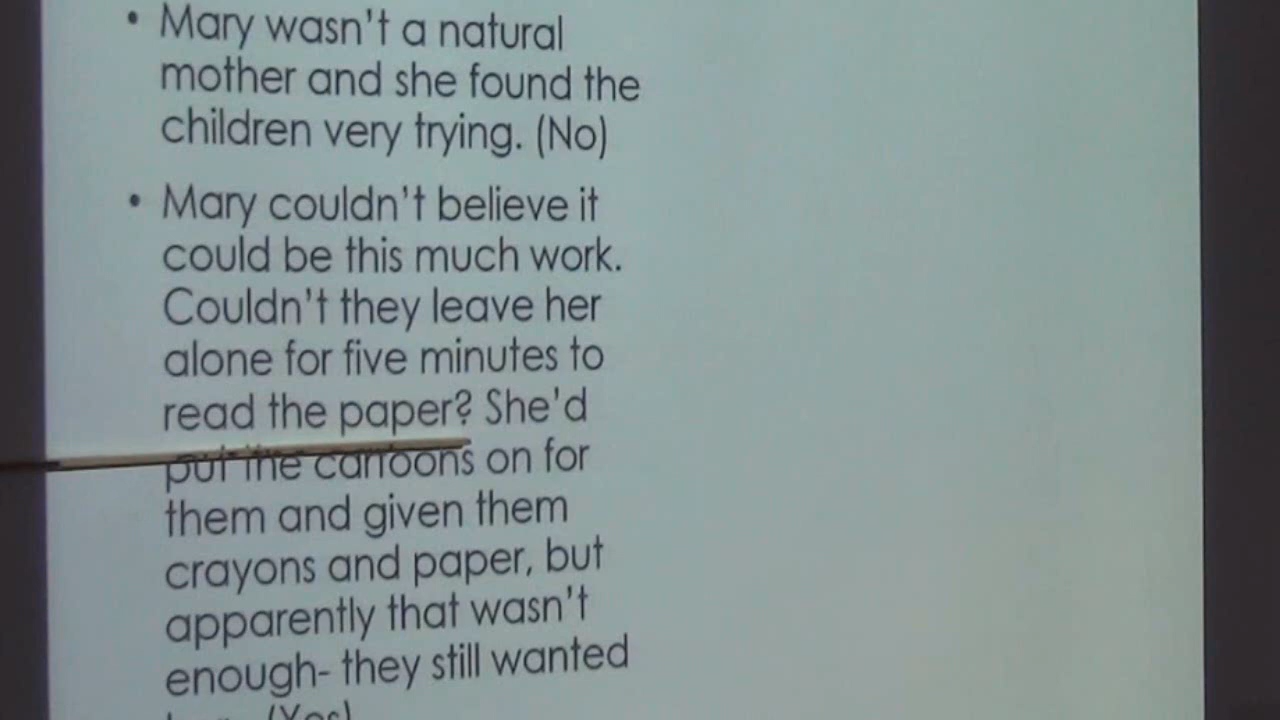 • Mary wasn't a natural
mother and she found the
children very trying. (No)
• Mary couldn't believe it
could be this much work.
Couldn't they leave her
alone for five minutes to
read the paper? She'd
put the cartoons on for
them and given them
crayons and paper, but
apparently that wasn't
enough- they still wanted
(Yes)